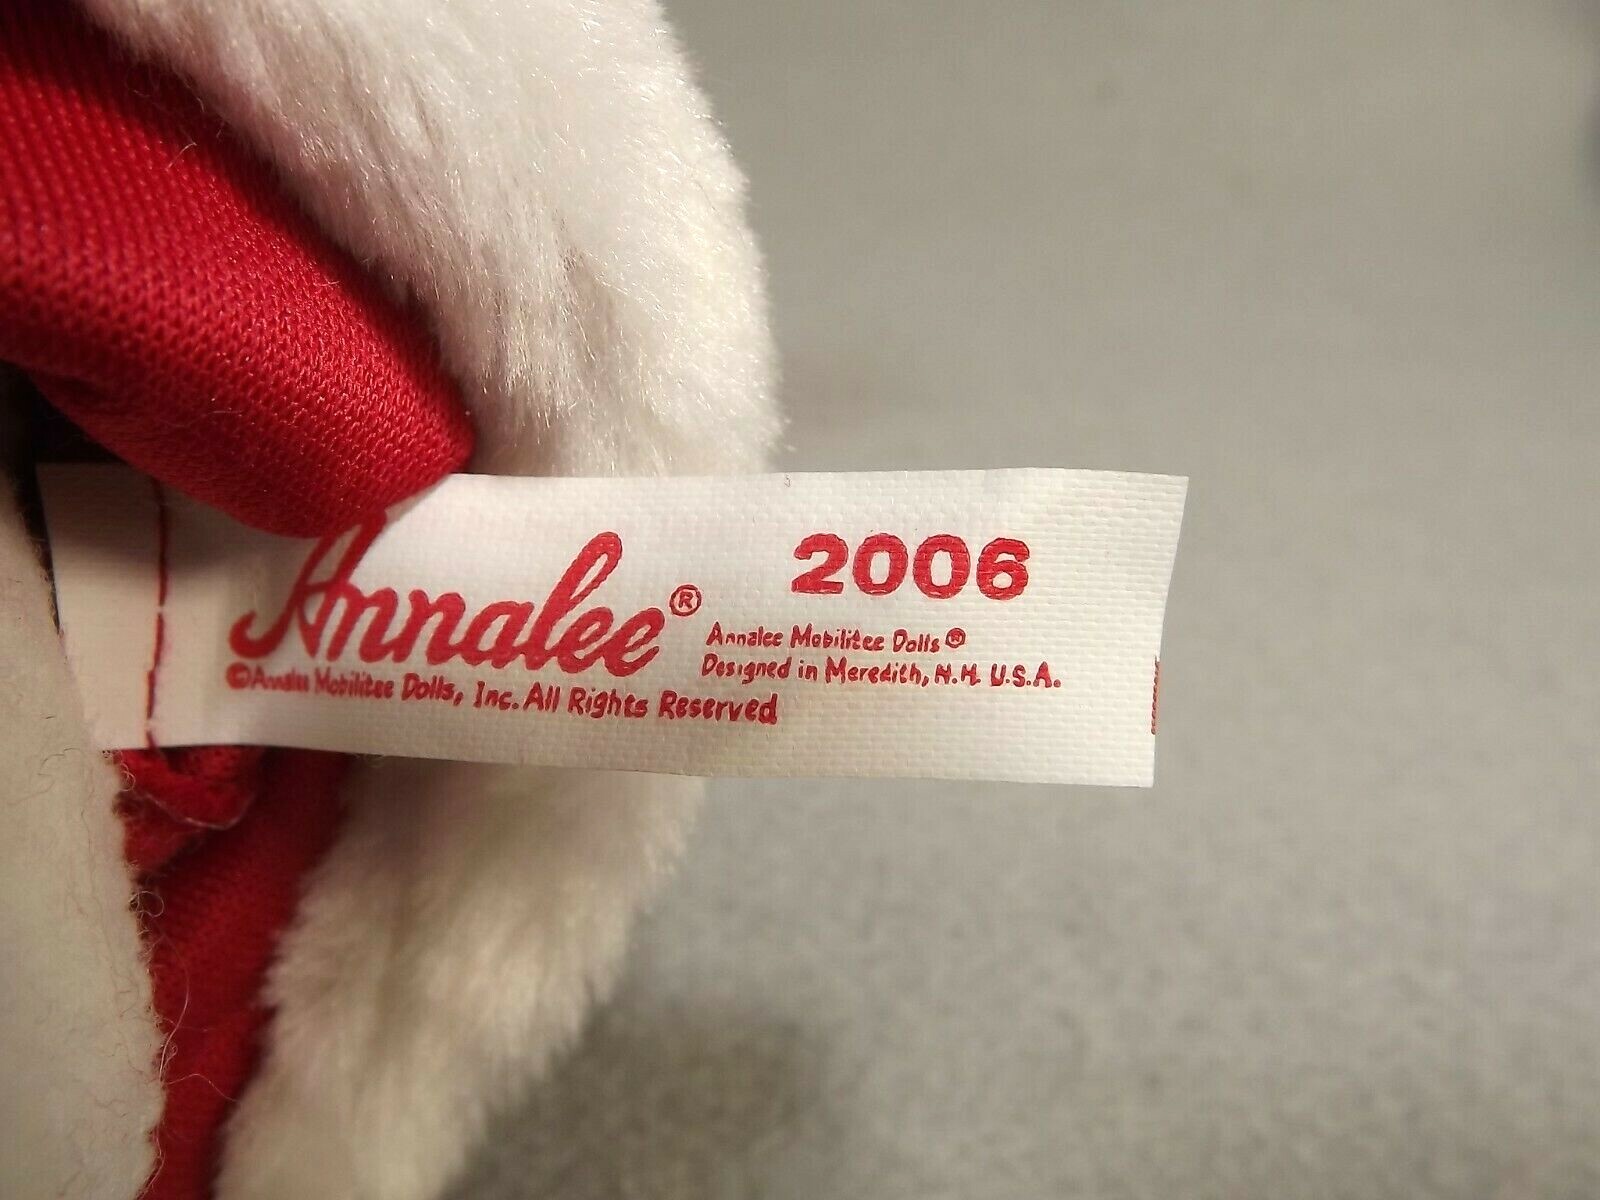 Annalee® 2006
Annalee Mobilitee Dolls®
Designed in Meredith, N.H. U.S.A.
©Annalee Mobilitee Dolls, Inc. All Rights Reserved